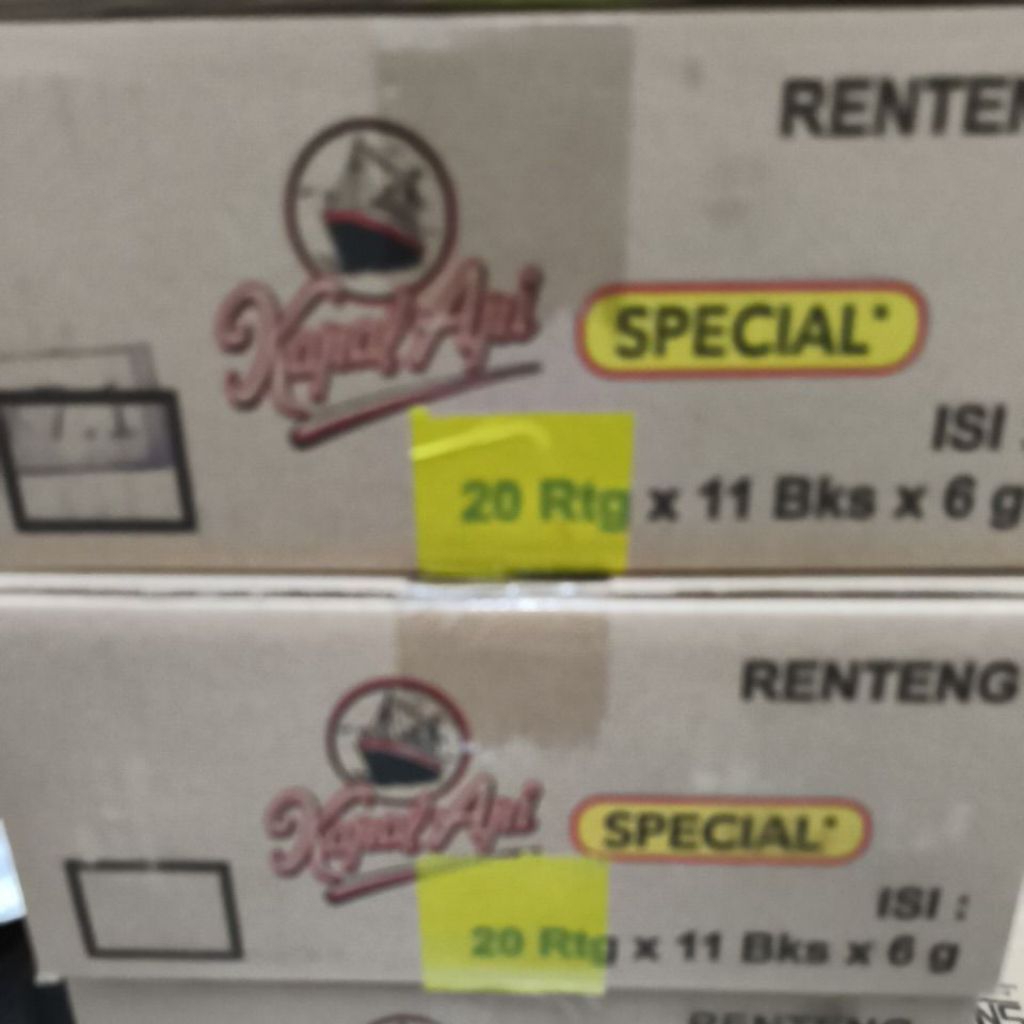 RENTEN
Kapal Api
SPECIAL*
ISI :
20 Rtg x 11 Bks x 6 g
RENTENG
Kapal Api
SPECIAL*
ISI :
20 Rtg x 11 Bks x 6 g
RENTENG